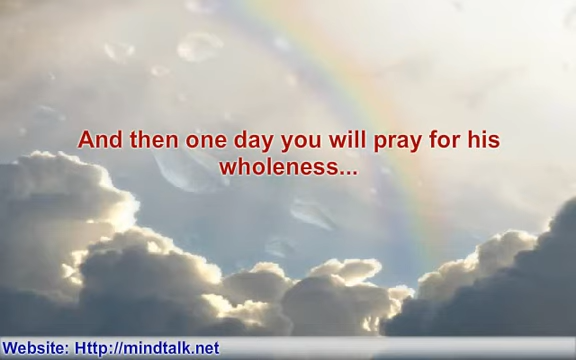 And then one day you will pray for his
wholeness...
Website: Http://mindtalk.net